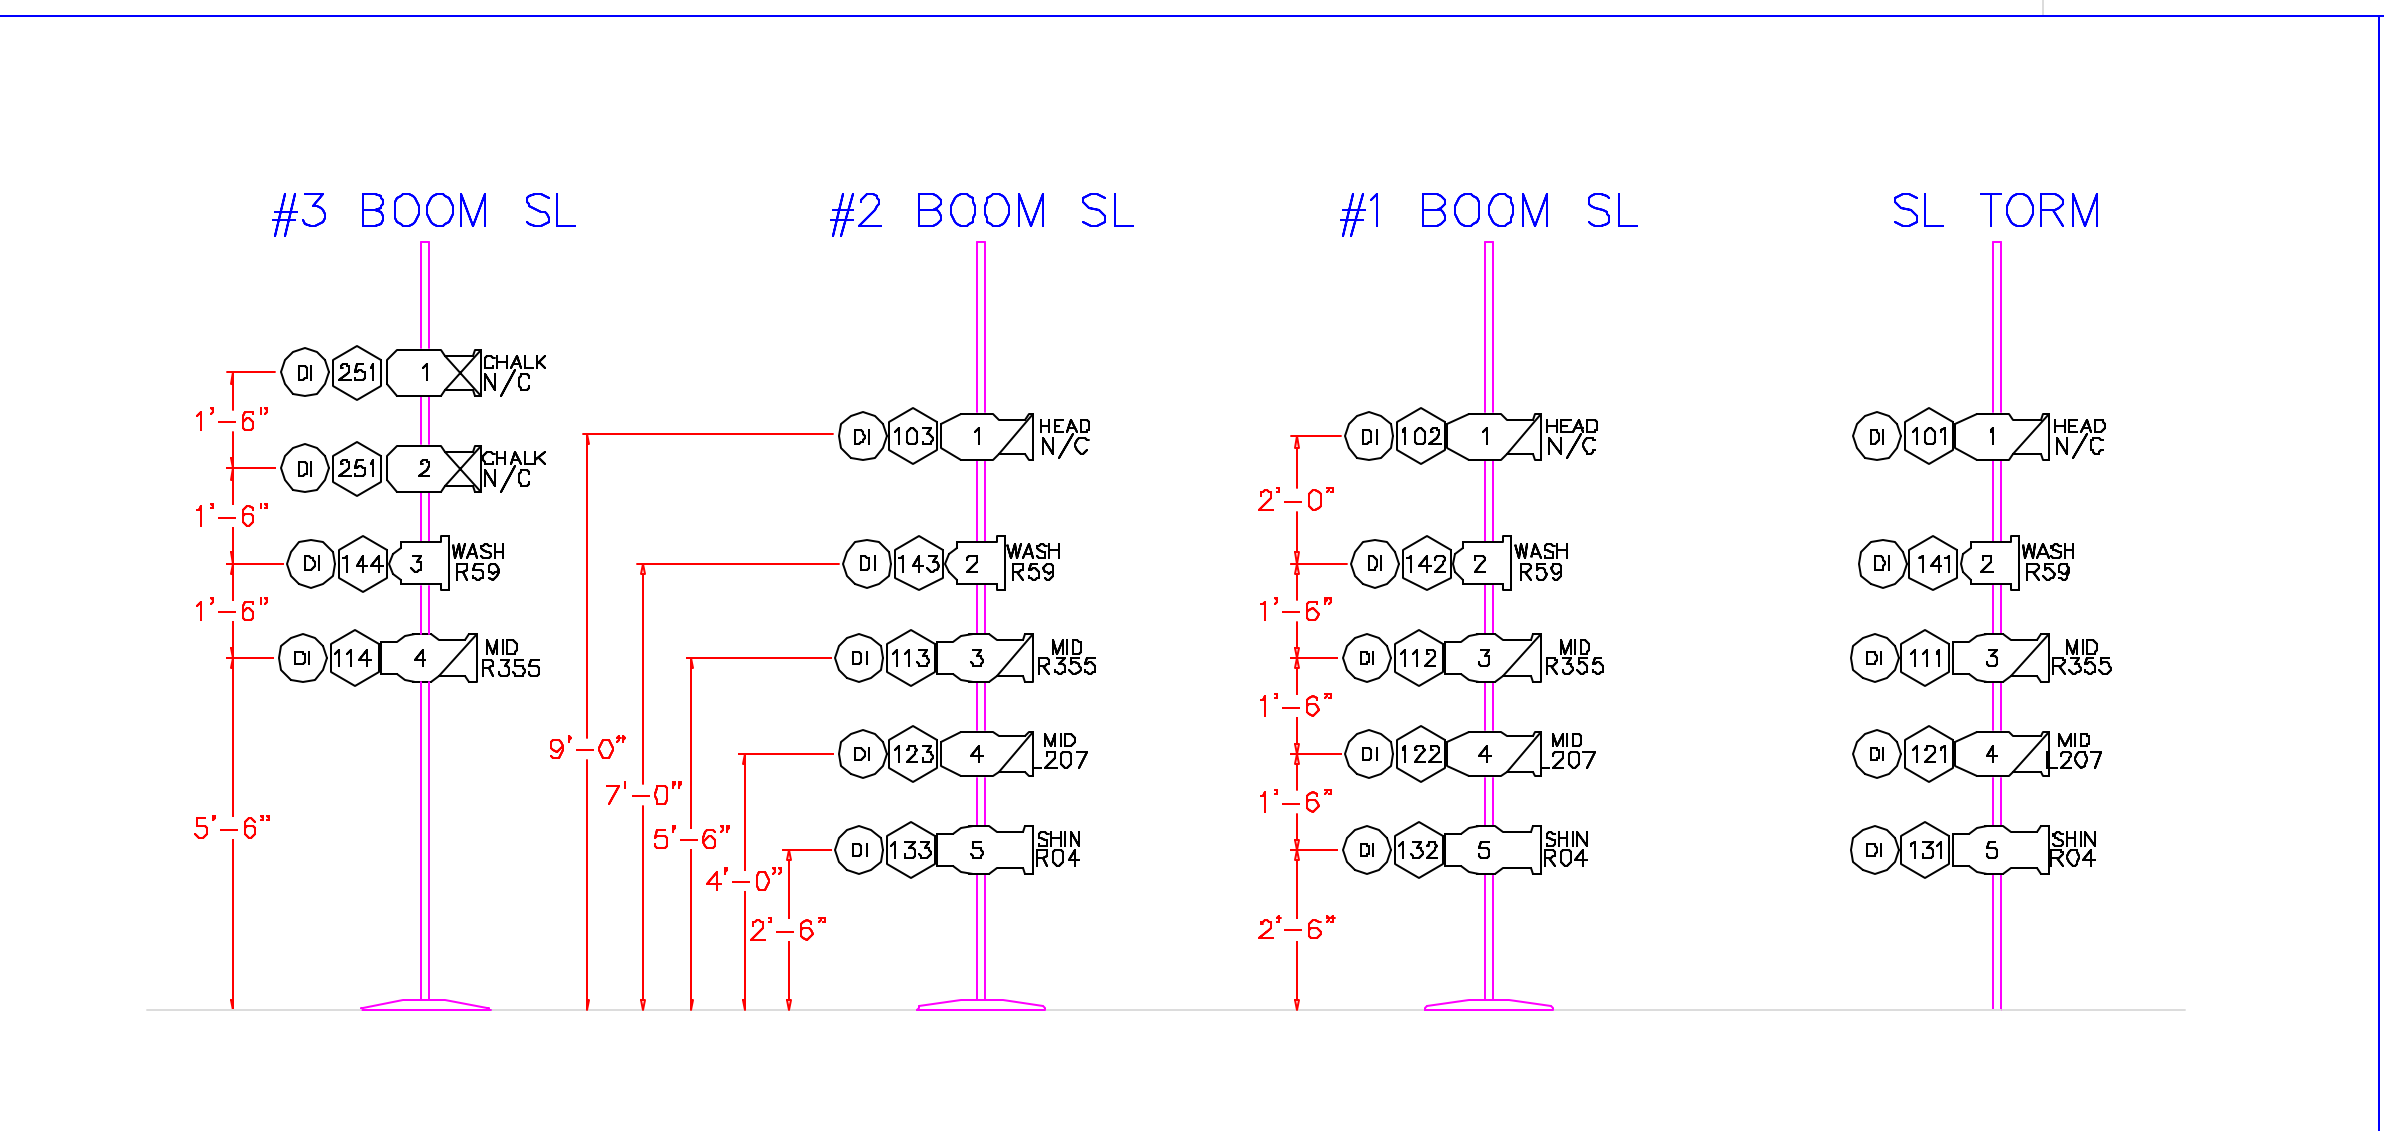 #3 BOOM SL
#2 BOOM SL
#1 BOOM SL
SL TORM
DI 251 1 CHALK
N/C
1'-6"
DI 251 2 CHALK
N/C
1'-6"
DI 144 3 WASH
R59
1'-6"
DI 114 4 MID
R355
5'-6"
DI 103 1 HEAD
N/C
DI 143 2 WASH
R59
DI 113 3 MID
R355
DI 123 4 MID
L207
DI 133 5 SHIN
R04
9'-0"
7'-0"
5'-6"
4'-0"
2'-6"
DI 102 1 HEAD
N/C
2'-0"
DI 142 2 WASH
R59
1'-6"
DI 112 3 MID
R355
1'-6"
DI 122 4 MID
L207
1'-6"
DI 132 5 SHIN
R04
2'-6"
DI 101 1 HEAD
N/C
DI 141 2 WASH
R59
DI 111 3 MID
R355
DI 121 4 MID
L207
DI 131 5 SHIN
R04